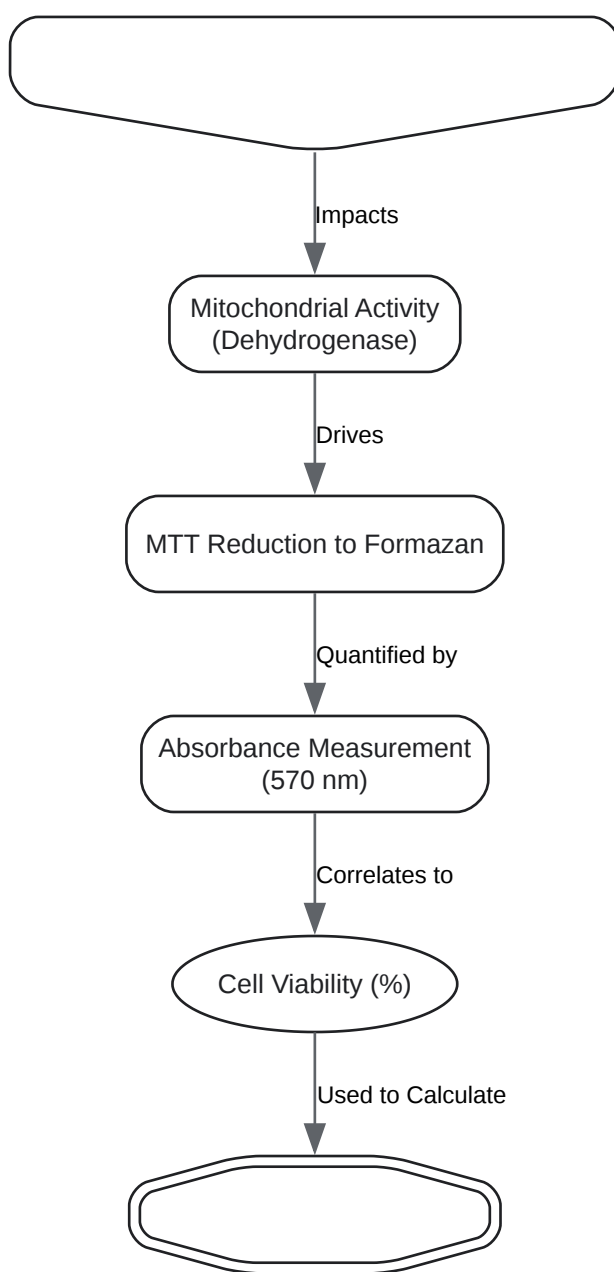 Impacts
Mitochondrial Activity
(Dehydrogenase)
Drives
MTT Reduction to Formazan
Quantified by
Absorbance Measurement
(570 nm)
Correlates to
Cell Viability (%)
Used to Calculate